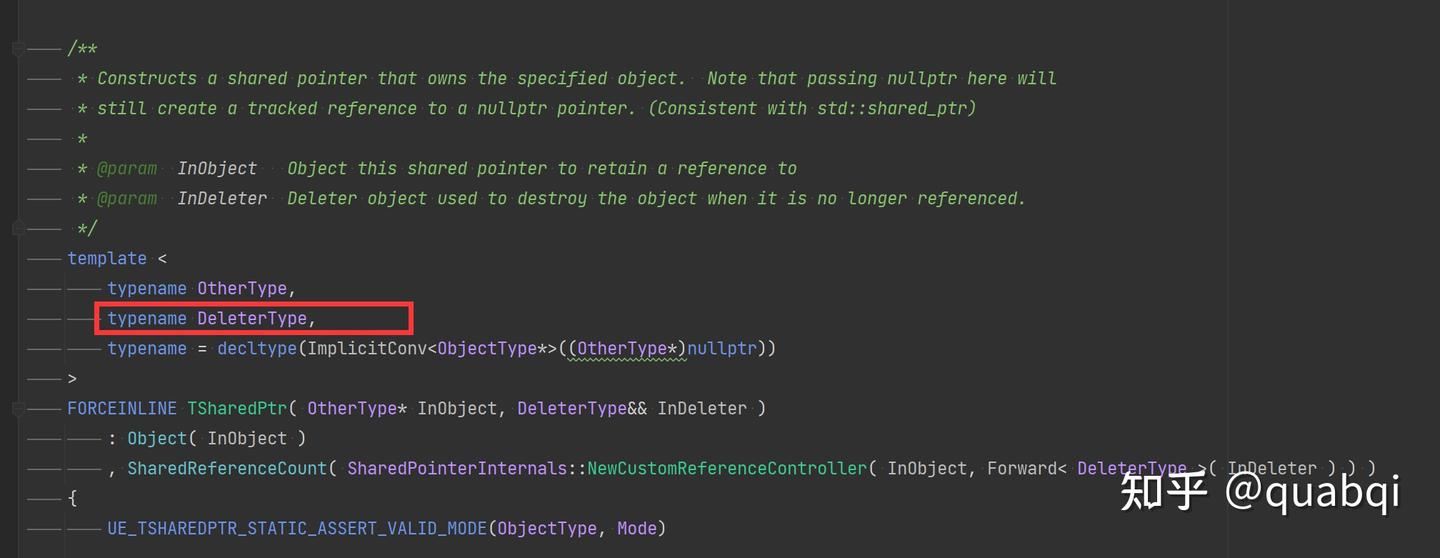 /**
* Constructs a shared pointer that owns the specified object.  Note that passing nullptr here will
* still create a tracked reference to a nullptr pointer. (Consistent with std::shared_ptr)
*
* @param  InObject   Object this shared pointer to retain a reference to
* @param  InDeleter  Deleter object used to destroy the object when it is no longer referenced.
*/
template <
typename OtherType,
typename DeleterType,
typename = decltype(ImplicitConv<ObjectType*>((OtherType*)nullptr))
>
FORCEINLINE TSharedPtr( OtherType* InObject, DeleterType&& InDeleter )
: Object( InObject )
, SharedReferenceCount( SharedPointerInternals::NewCustomReferenceController( InObject, Forward< DeleterType >( InDeleter ) ) )
{
UE_TSHAREDPTR_STATIC_ASSERT_VALID_MODE(ObjectType, Mode)
知乎 @quabqi